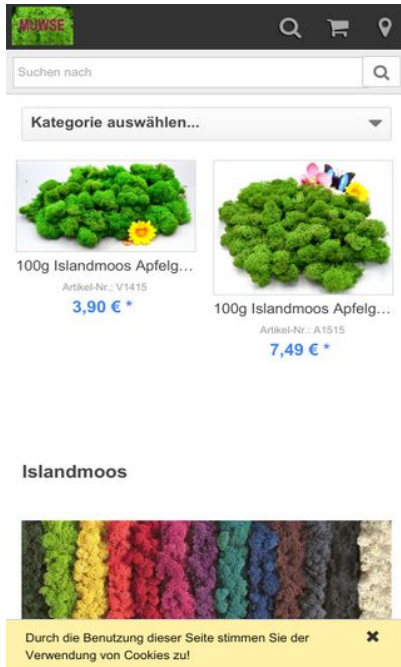 MUWSE
Suchen nach
Kategorie auswählen...
100g Islandmoos Apfelg...
Artikel-Nr.: V1415
3,90 € *
100g Islandmoos Apfelg...
Artikel-Nr.: A1515
7,49 € *
Islandmoos
Durch die Benutzung dieser Seite stimmen Sie der
Verwendung von Cookies zu!